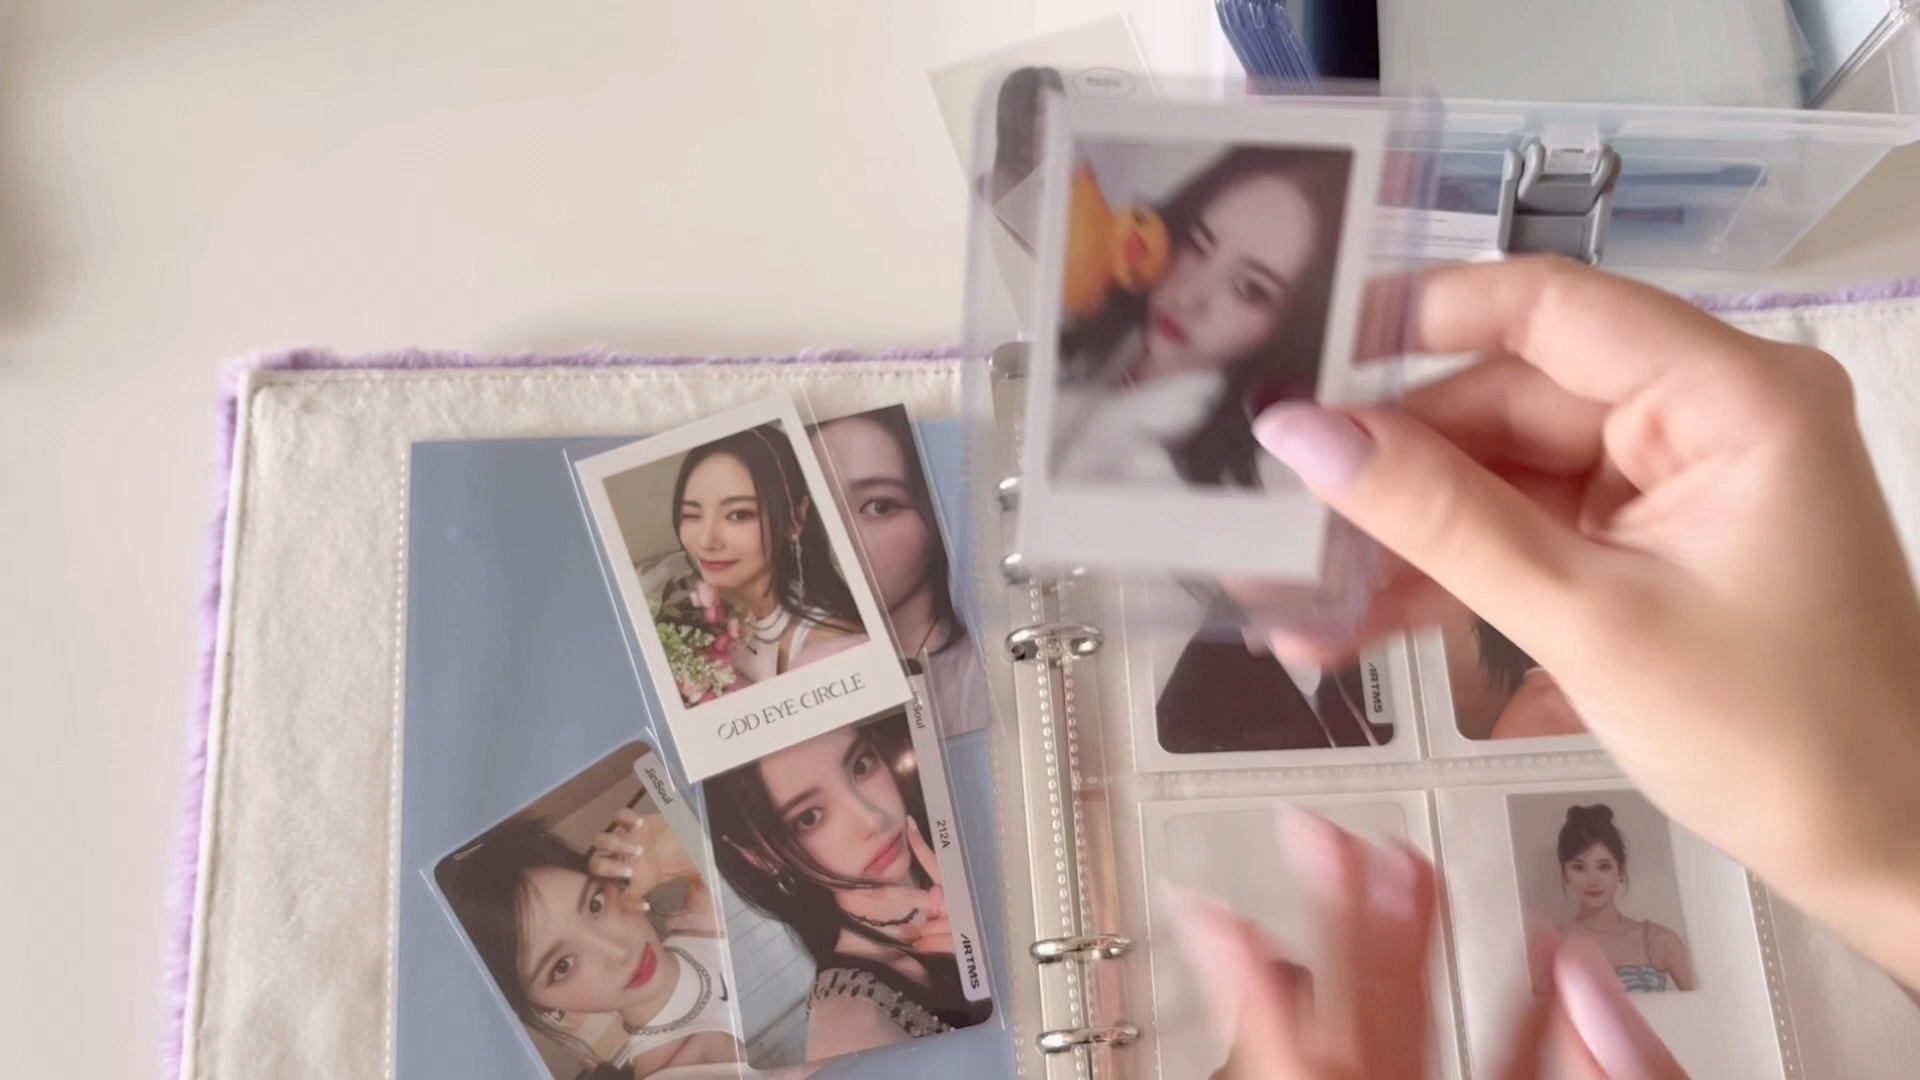 ODD EYE CIRCLE
JinSoul
JinSoul
212A
ARTMS
ARTMS